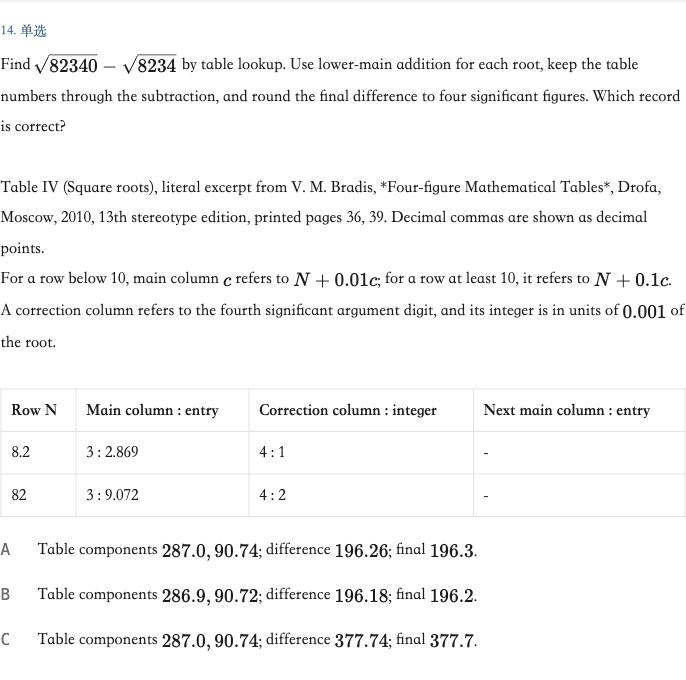 14. 单选
Find √82340 − √8234 by table lookup. Use lower-main addition for each root, keep the table
numbers through the subtraction, and round the final difference to four significant figures. Which record
is correct?
Table IV (Square roots), literal excerpt from V. M. Bradis, *Four-figure Mathematical Tables*, Drofa,
Moscow, 2010, 13th stereotype edition, printed pages 36, 39. Decimal commas are shown as decimal
points.
For a row below 10, main column c refers to N + 0.01c; for a row at least 10, it refers to N + 0.1c.
A correction column refers to the fourth significant argument digit, and its integer is in units of 0.001 of
the root.
Row N Main column : entry Correction column : integer Next main column : entry
8.2 3 : 2.869 4 : 1 -
82 3 : 9.072 4 : 2 -
A Table components 287.0, 90.74; difference 196.26; final 196.3.
B Table components 286.9, 90.72; difference 196.18; final 196.2.
C Table components 287.0, 90.74; difference 377.74; final 377.7.